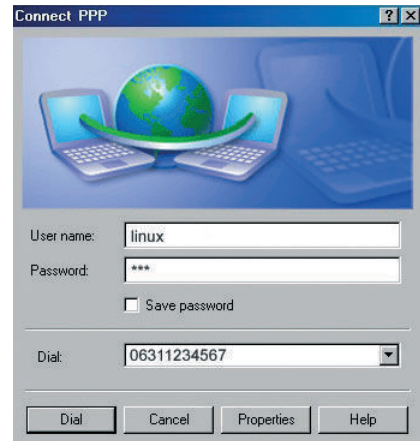 Connect PPP
User name: linux
Password: ***
Save password
Dial: 06311234567
Dial Cancel Properties Help